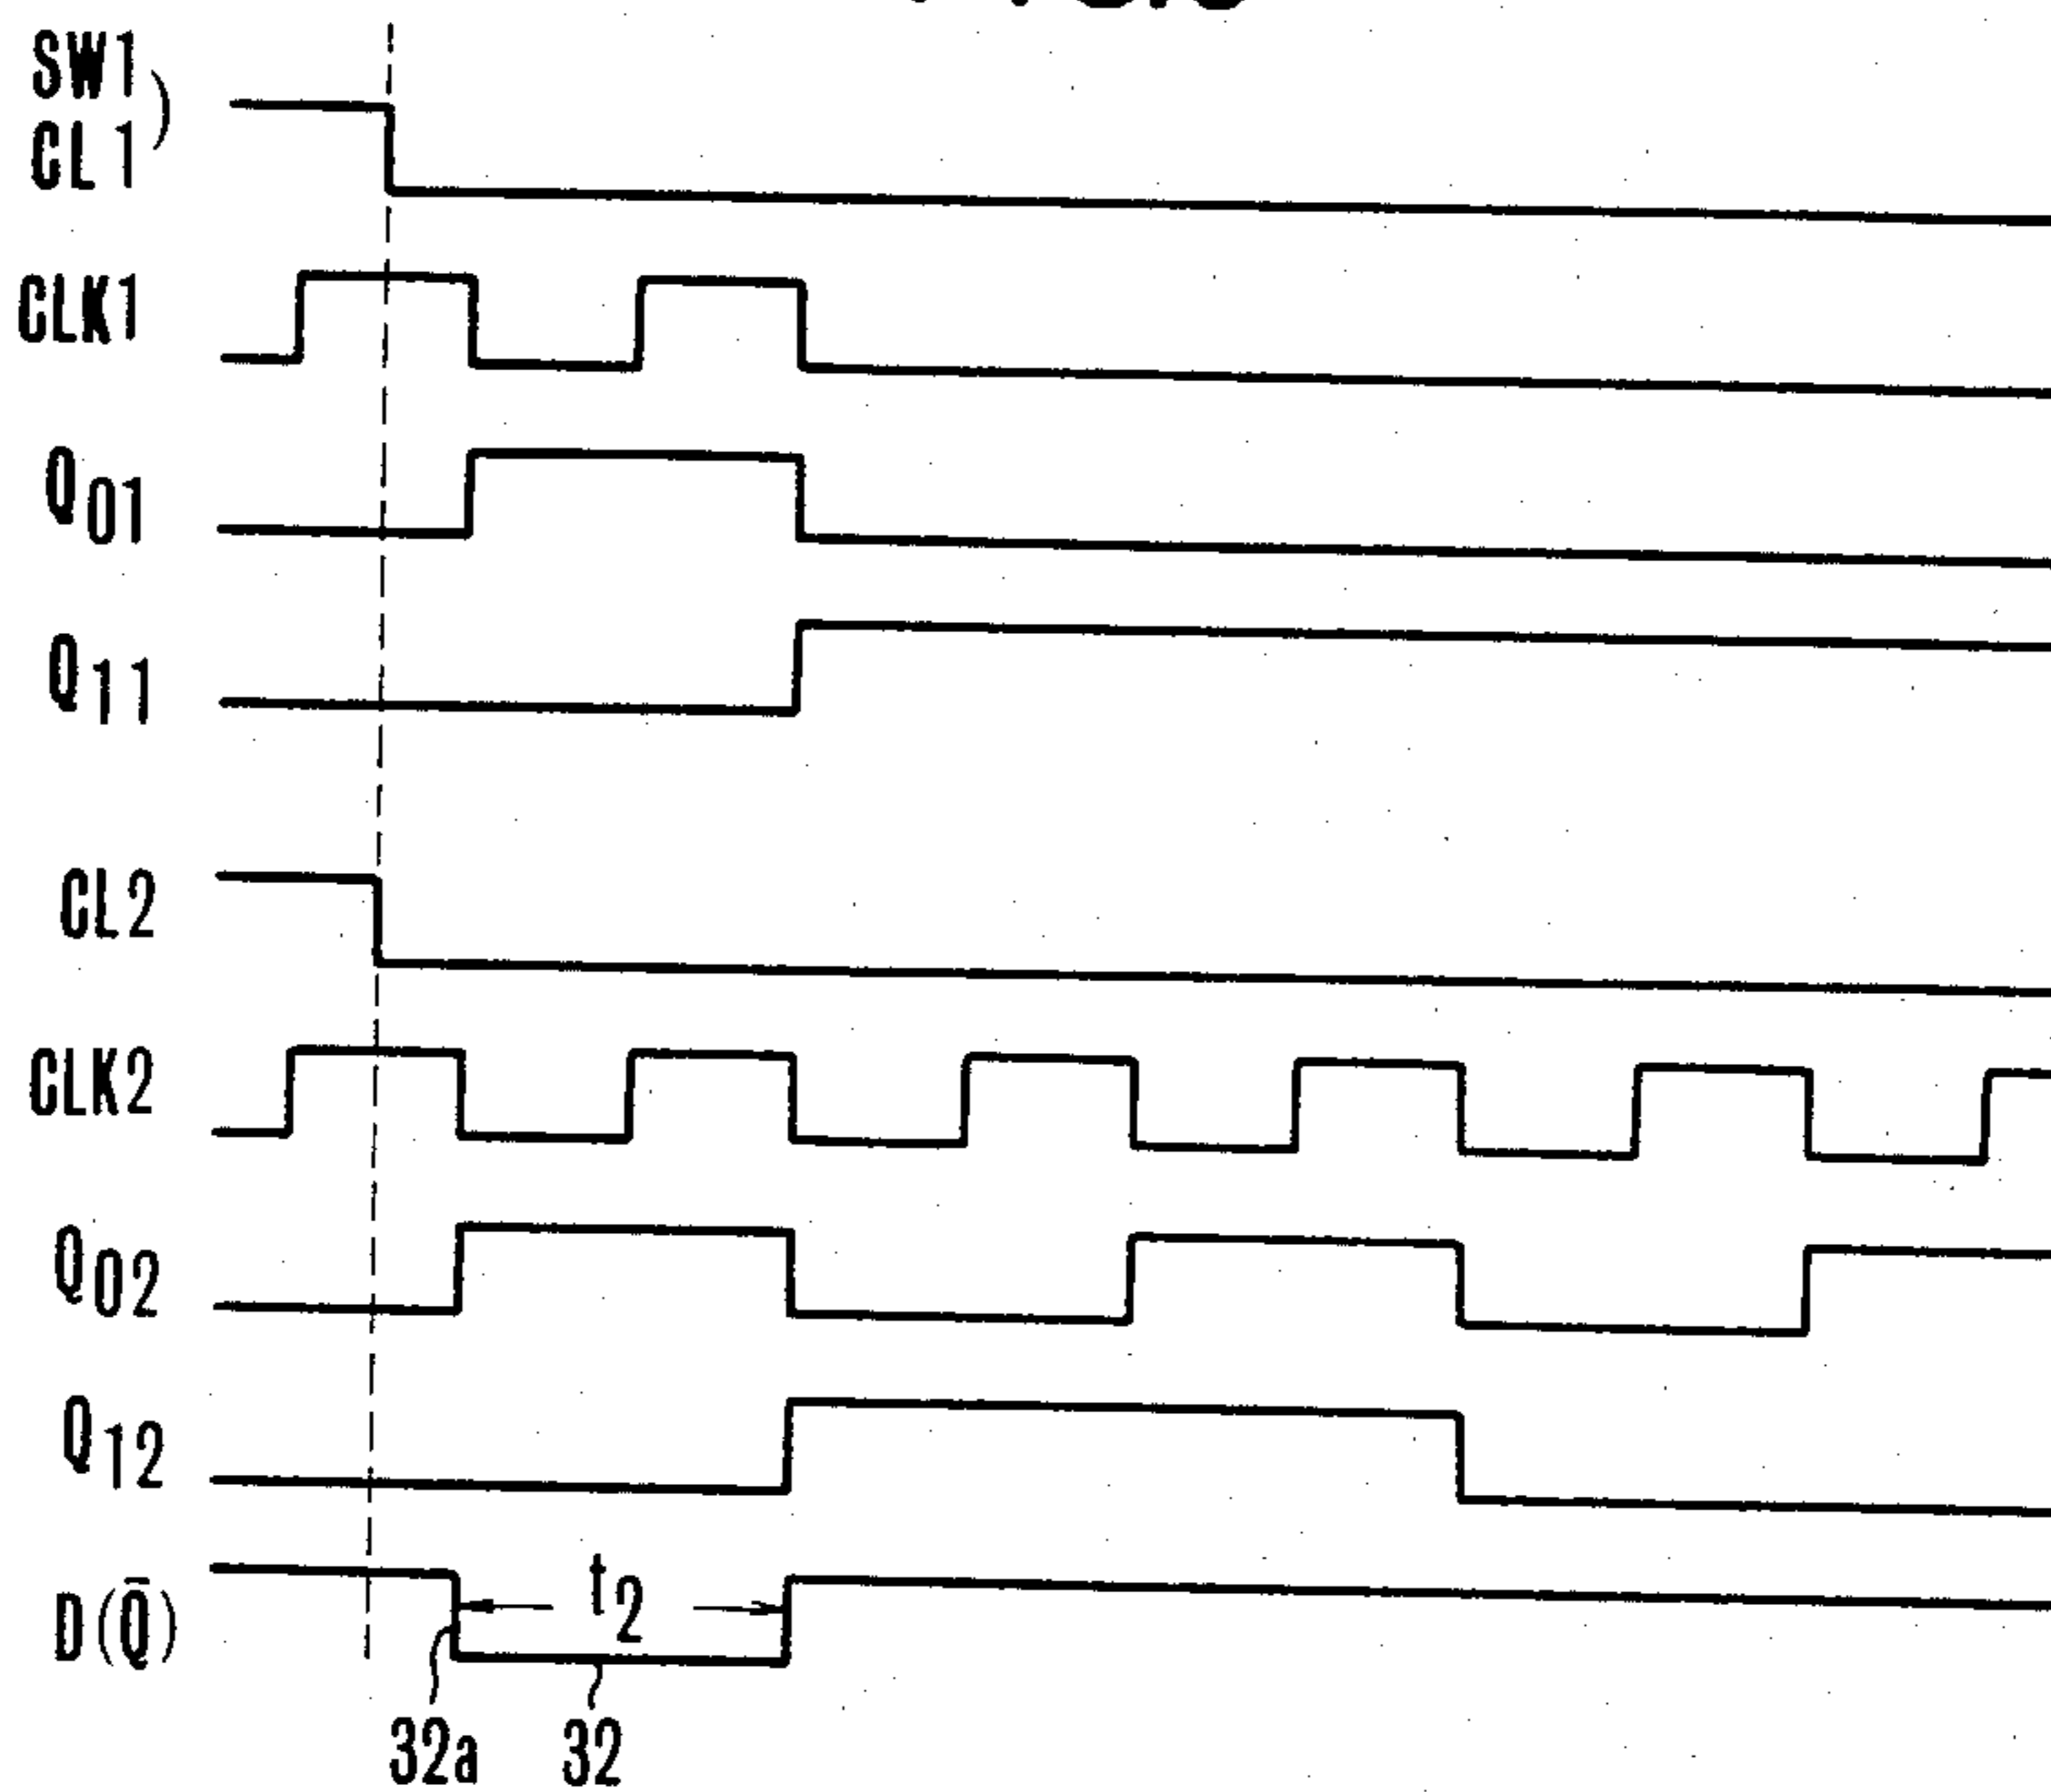 SW1
CL1 )
CLK1
Q01
Q11
CL2
CLK2
Q02
Q12
D(Q̄)
t2
32a 32